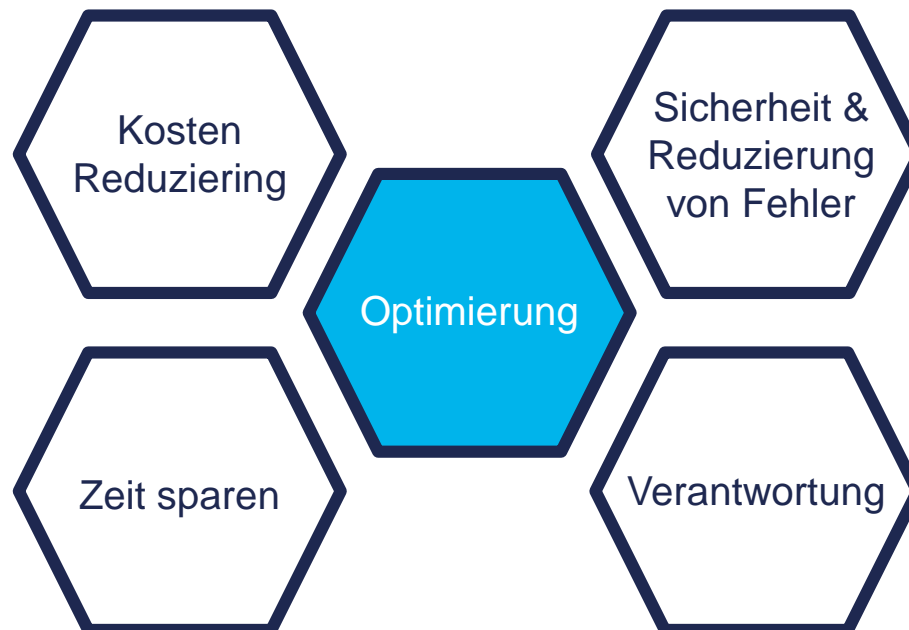 Kosten
Reduziering
Sicherheit &
Reduzierung
von Fehler
Optimierung
Zeit sparen
Verantwortung